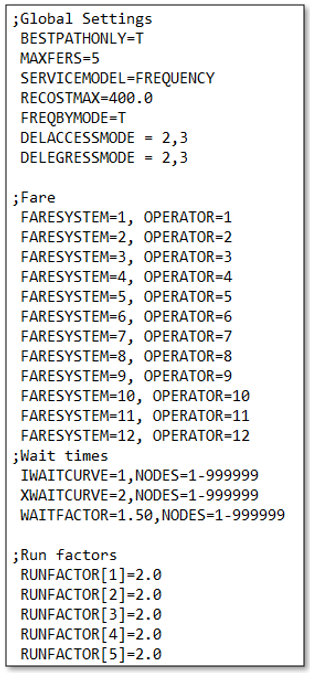 ;Global Settings
BESTPATHONLY=T
MAXFERS=5
SERVICEMODEL=FREQUENCY
RECOSTMAX=400.0
FREQBYMODE=T
DELACCESSMODE = 2,3
DELEGRESSMODE = 2,3
;Fare
FARESYSTEM=1, OPERATOR=1
FARESYSTEM=2, OPERATOR=2
FARESYSTEM=3, OPERATOR=3
FARESYSTEM=4, OPERATOR=4
FARESYSTEM=5, OPERATOR=5
FARESYSTEM=6, OPERATOR=6
FARESYSTEM=7, OPERATOR=7
FARESYSTEM=8, OPERATOR=8
FARESYSTEM=9, OPERATOR=9
FARESYSTEM=10, OPERATOR=10
FARESYSTEM=11, OPERATOR=11
FARESYSTEM=12, OPERATOR=12
;Wait times
IWAITCURVE=1,NODES=1-999999
XWAITCURVE=2,NODES=1-999999
WAITFACTOR=1.50,NODES=1-999999
;Run factors
RUNFACTOR[1]=2.0
RUNFACTOR[2]=2.0
RUNFACTOR[3]=2.0
RUNFACTOR[4]=2.0
RUNFACTOR[5]=2.0